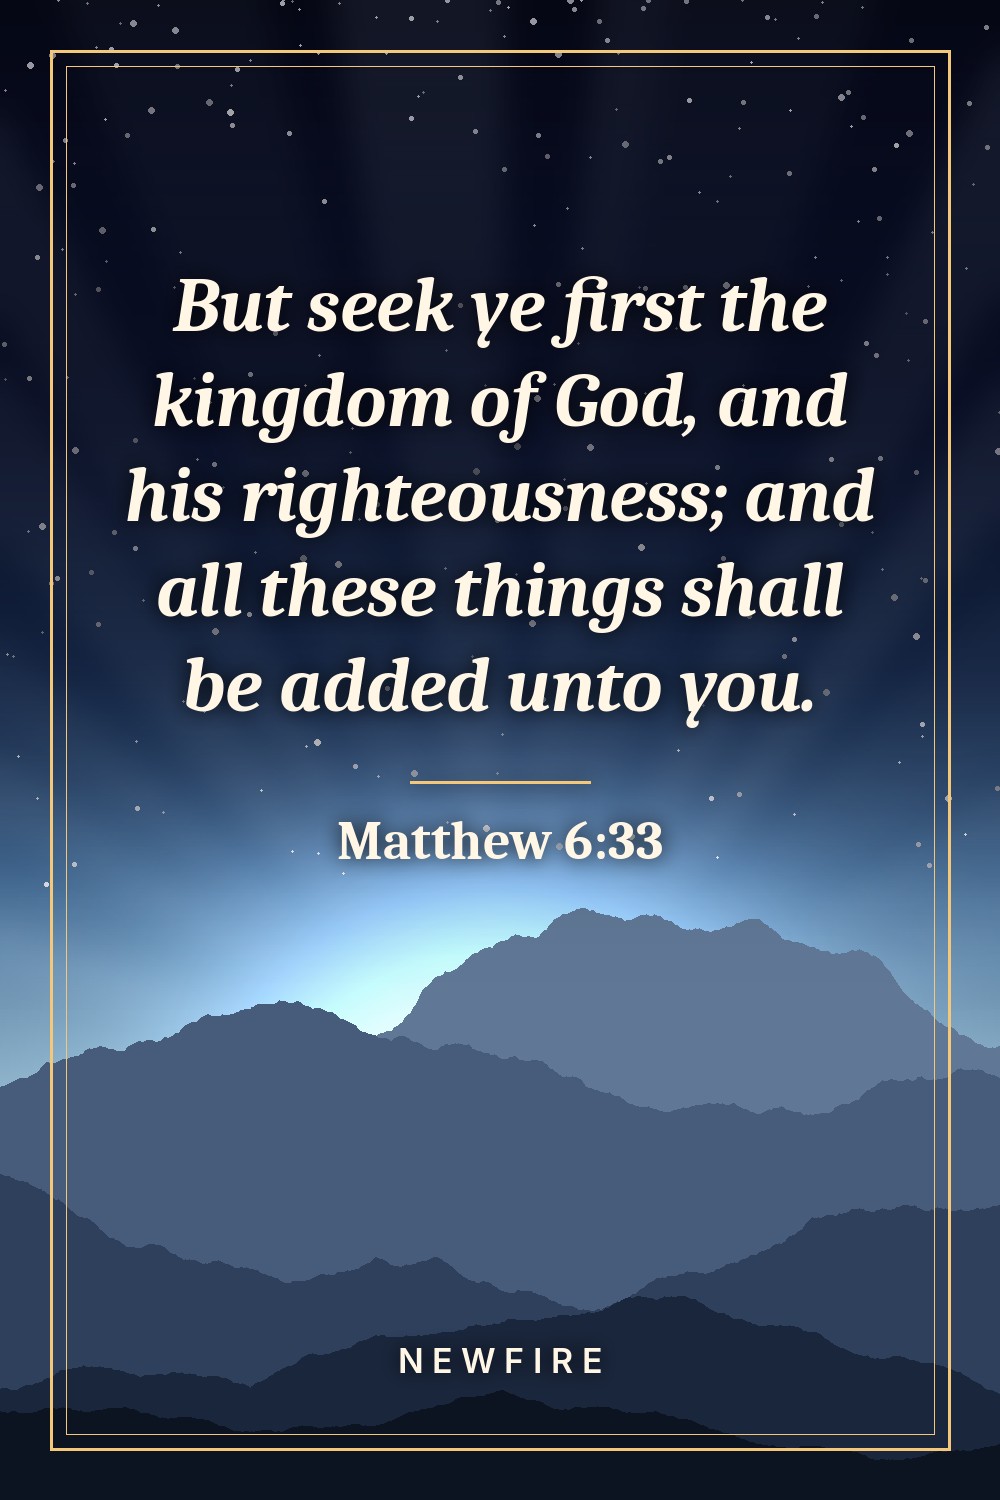 But seek ye first the
kingdom of God, and
his righteousness; and
all these things shall
be added unto you.
Matthew 6:33
NEWFIRE